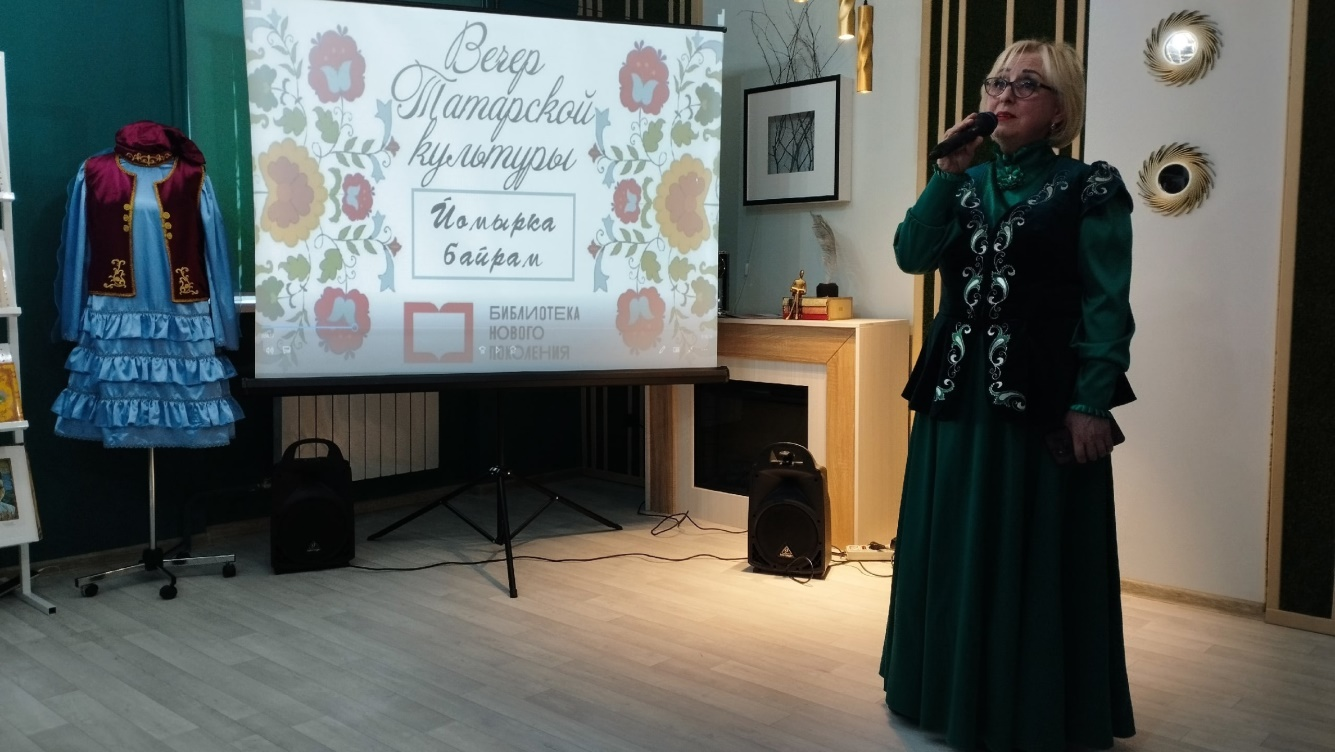 Вечер
Татарской
культуры
Йомырка
байрам
БИБЛИОТЕКА
НОВОГО
ПОКОЛЕНИЯ